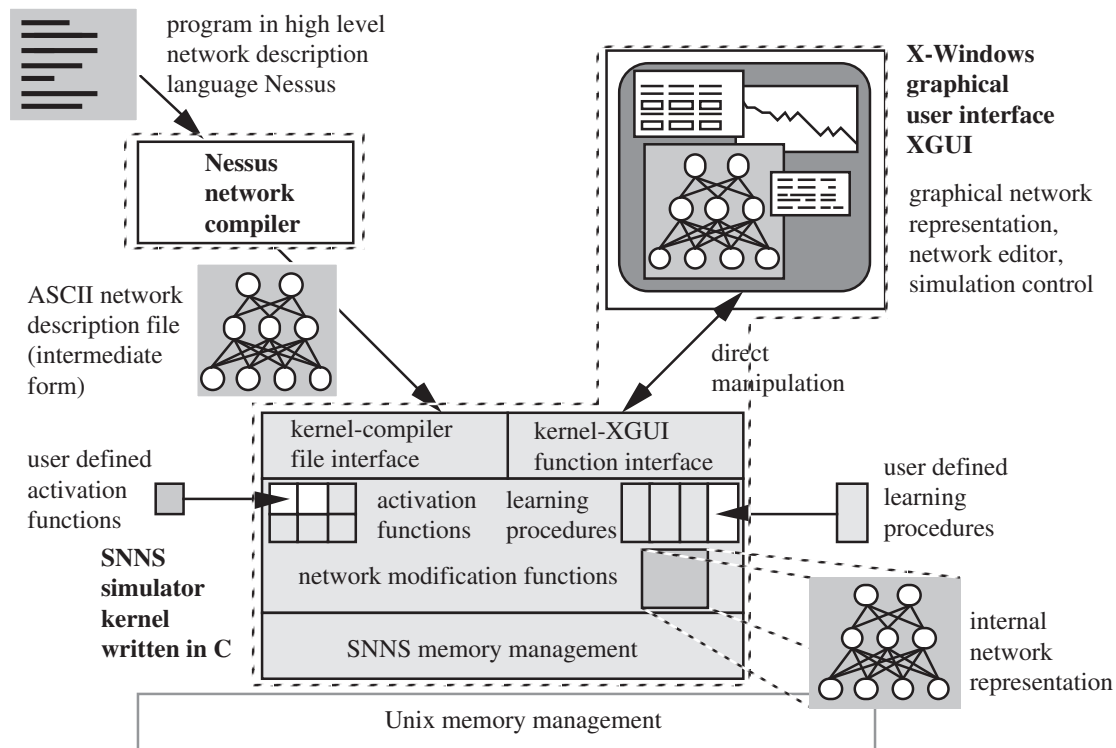 program in high level
network description
language Nessus
X-Windows
graphical
user interface
XGUI
Nessus
network
compiler
graphical network
representation,
network editor,
simulation control
ASCII network
description file
(intermediate
form)
direct
manipulation
kernel-compiler
file interface
kernel-XGUI
function interface
user defined
activation
functions
activation
functions
learning
procedures
user defined
learning
procedures
SNNS
simulator
kernel
written in C
network modification functions
internal
network
representation
SNNS memory management
Unix memory management